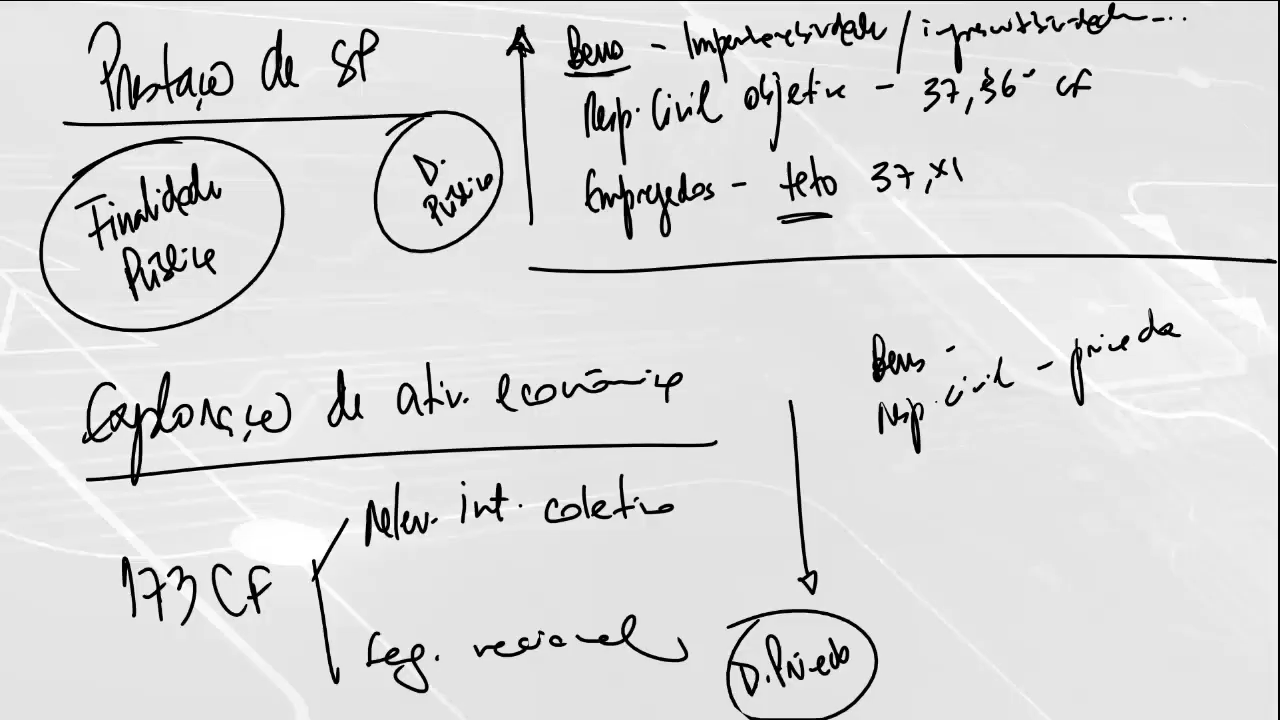 Prestação de SP
Finalidade
Pública
D.
Público
Bens - Impenhorabilidade / imprescritibilidade...
Resp. Civil objetiva - 37, §6º CF
Empregados - teto 37, XI
Exploração de ativ. econômica
173 CF
Relev. int. coletivo
Seg. nacional
Bens -
Resp. civil - privada
D. Privado